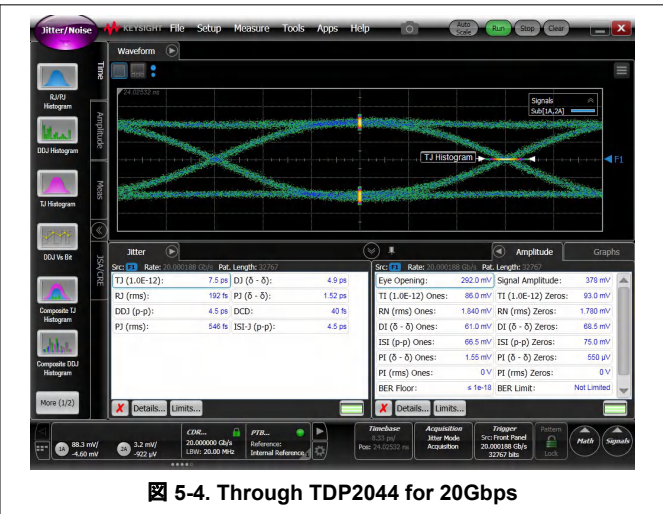 Jitter/Noise
KEYSIGHT File Setup Measure Tools Apps Help
Auto Scale Run Stop Clear
Waveform
Time
Amplitude
Meas
JSA/CRE
RJ/PJ Histogram
DDJ Histogram
TJ Histogram
DDJ Vs Bit
Composite TJ Histogram
Composite DDJ Histogram
More (1/2)
24.02532 ns
Signals
Sub[1A,2A]
TJ Histogram
F1
Jitter
Src: F1 Rate: 20.000188 Gb/s Pat. Length: 32767
TJ (1.0E-12): 7.5 ps DJ (δ - δ): 4.9 ps
RJ (rms): 192 fs PJ (δ - δ): 1.52 ps
DDJ (p-p): 4.5 ps DCD: 40 fs
PJ (rms): 546 fs ISI-J (p-p): 4.5 ps
Details... Limits...
Amplitude Graphs
Src: F1 Rate: 20.000188 Gb/s Pat. Length: 32767
Eye Opening: 292.0 mV Signal Amplitude: 378 mV
TI (1.0E-12) Ones: 86.0 mV TI (1.0E-12) Zeroes: 93.0 mV
RN (rms) Ones: 1.840 mV RN (rms) Zeros: 1.780 mV
DI (δ - δ) Ones: 61.0 mV DI (δ - δ) Zeros: 68.5 mV
ISI (p-p) Ones: 66.5 mV ISI (p-p) Zeros: 75.0 mV
PI (δ - δ) Ones: 1.55 mV PI (δ - δ) Zeros: 550 µV
PI (rms) Ones: 0 V PI (rms) Zeros: 0 V
BER Floor: ≤ 1e-18 BER Limit: Not Limited
Details... Limits...
1A 88.3 mV/
-4.60 mV
2A 3.2 mV/
-922 µV
CDR...
20.000000 Gb/s
LBW: 20.00 MHz
PTB...
Reference:
Internal Reference
Timebase
8.33 ps/
Pos: 24.02532 ns
Acquisition
Jitter Mode
Acquisition
Trigger
Src: Front Panel
20.000188 Gb/s
32767 bits
Pattern
Lock
Math
Signals
図 5-4. Through TDP2044 for 20Gbps